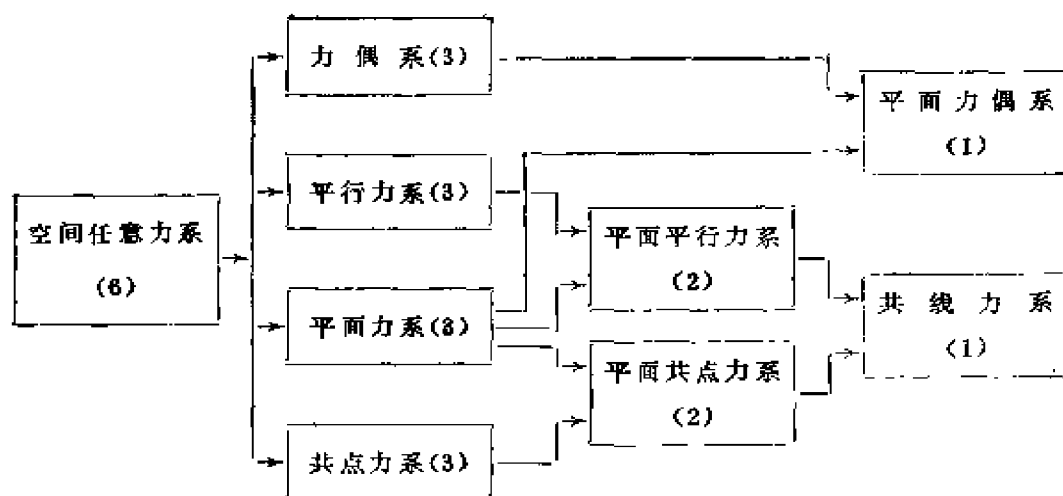 力偶系(3)
平面力偶系
(1)
平行力系(3)
空间任意力系
(6)
平面平行力系
(2)
平面力系(3)
共线力系
(1)
平面共点力系
(2)
共点力系(3)